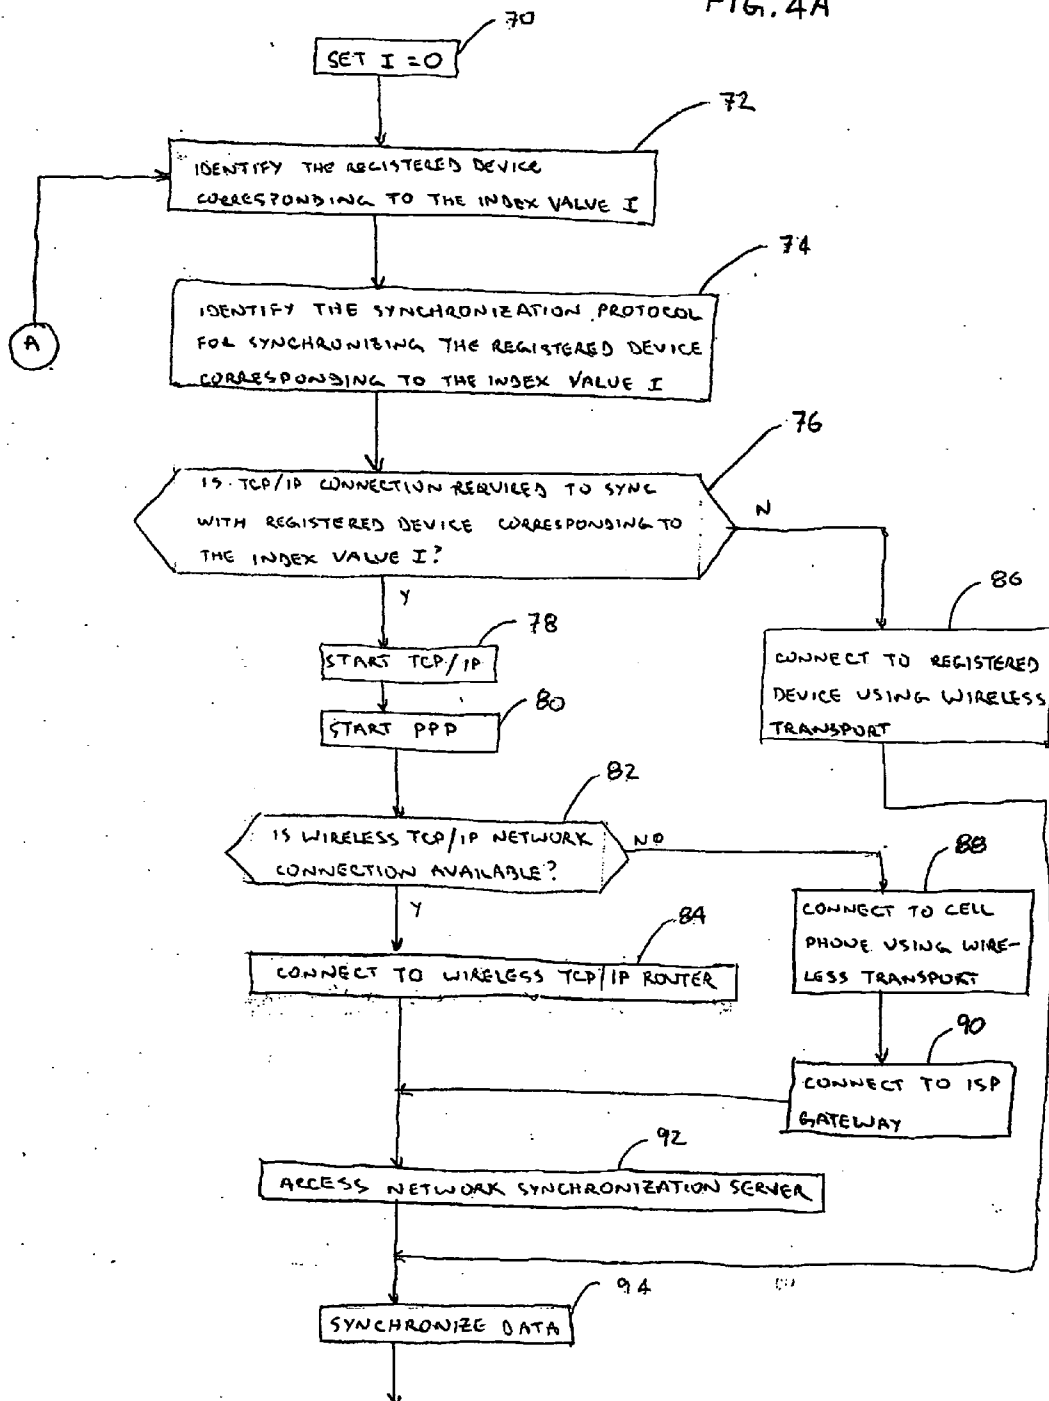 FIG. 4A
70
SET I = 0
72
IDENTIFY THE REGISTERED DEVICE
CORRESPONDING TO THE INDEX VALUE I
74
IDENTIFY THE SYNCHRONIZATION PROTOCOL
FOR SYNCHRONIZING THE REGISTERED DEVICE
CORRESPONDING TO THE INDEX VALUE I
A
76
IS TCP/IP CONNECTION REQUIRED TO SYNC
WITH REGISTERED DEVICE CORRESPONDING TO
THE INDEX VALUE I?
N
Y
86
CONNECT TO REGISTERED
DEVICE USING WIRELESS
TRANSPORT
78
START TCP/IP
80
START PPP
82
IS WIRELESS TCP/IP NETWORK
CONNECTION AVAILABLE?
NO
Y
88
CONNECT TO CELL
PHONE USING WIRE-
LESS TRANSPORT
84
CONNECT TO WIRELESS TCP/IP ROUTER
90
CONNECT TO ISP
GATEWAY
92
ACCESS NETWORK SYNCHRONIZATION SERVER
94
SYNCHRONIZE DATA